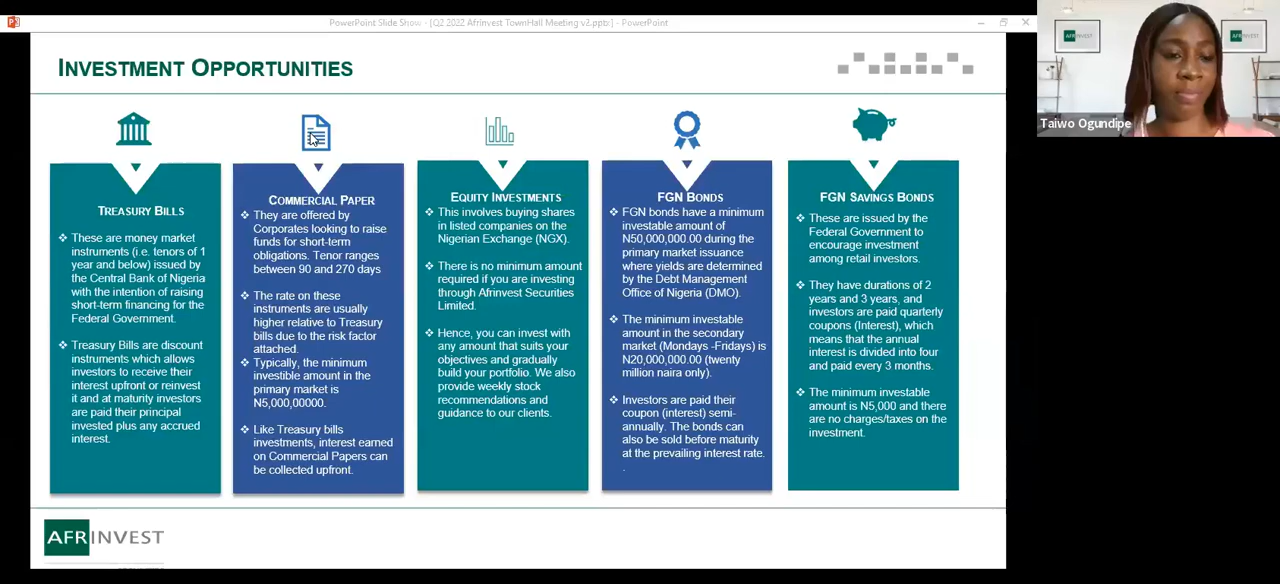 PowerPoint Slide Show - [Q2 2022 Afrinvest TownHall Meeting v2.ppt] - PowerPoint
INVESTMENT OPPORTUNITIES
TREASURY BILLS
These are money market
instruments (i.e. tenors of 1
year and below) issued by the
Central Bank of Nigeria
with the intention of raising
short-term financing for the
Federal Government.
Treasury Bills are discount
instruments which allows
investors to receive their
interest upfront or reinvest
it and at maturity investors
are paid their principal
invested plus any accrued
interest.
COMMERCIAL PAPER
They are offered by
Corporates looking to raise
funds for short-term
obligations. Tenor ranges
between 90 and 270 days
The rate on these
instruments are usually
higher relative to Treasury
bills due to the risk factor
attached.
Typically, the minimum
investible amount in the
primary market is
N5,000,00000.
Like Treasury bills
investments, interest earned
on Commercial Papers can
be collected upfront.
EQUITY INVESTMENTS
This involves buying shares
in listed companies on the
Nigerian Exchange (NGX).
There is no minimum amount
required if you are investing
through Afrinvest Securities
Limited.
Hence, you can invest with
any amount that suits your
objectives and gradually
build your portfolio. We also
provide weekly stock
recommendations and
guidance to our clients.
FGN BONDS
FGN bonds have a minimum
investable amount of
N50,000,000.00 during the
primary market issuance
where yields are determined
by the Debt Management
Office of Nigeria (DMO).
The minimum investable
amount in the secondary
market (Mondays -Fridays) is
N20,000,000.00 (twenty
million naira only).
Investors are paid their
coupon (interest) semi-
annually. The bonds can
also be sold before maturity
at the prevailing interest rate.
.
FGN SAVINGS BONDS
These are issued by the
Federal Government to
encourage investment
among retail investors.
They have durations of 2
years and 3 years, and
investors are paid quarterly
coupons (Interest), which
means that the annual
interest is divided into four
and paid every 3 months.
The minimum investable
amount is N5,000 and there
are no charges/taxes on the
investment.
AFRINVEST
Taiwo Ogundipe